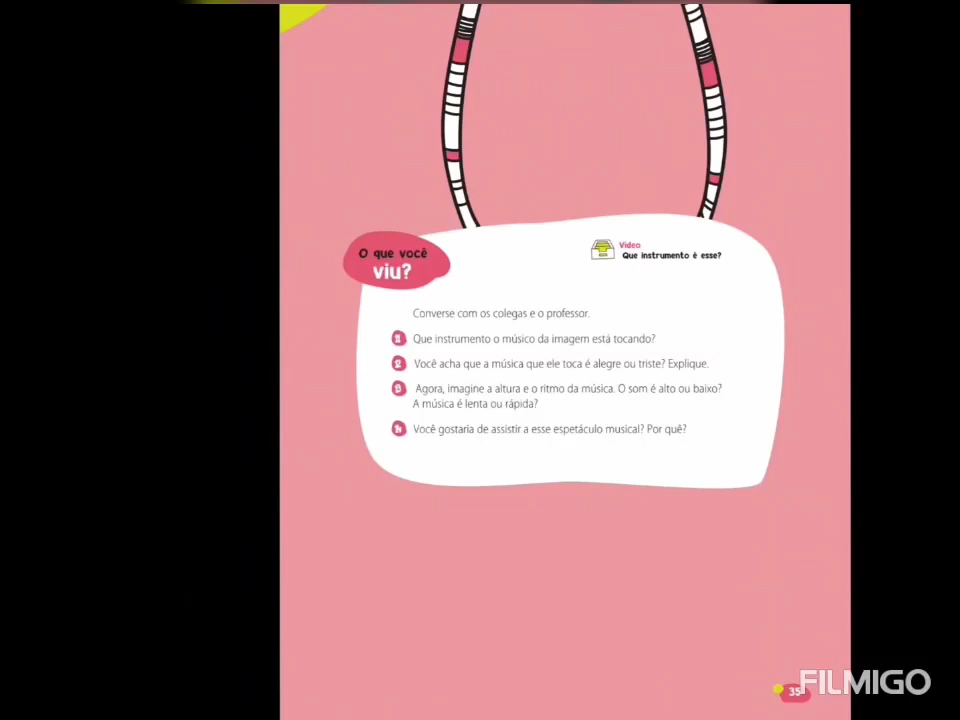 O que você
viu?
Vídeo
Que instrumento é esse?
Converse com os colegas e o professor.
1 Que instrumento o músico da imagem está tocando?
2 Você acha que a música que ele toca é alegre ou triste? Explique.
3 Agora, imagine a altura e o ritmo da música. O som é alto ou baixo?
A música é lenta ou rápida?
4 Você gostaria de assistir a esse espetáculo musical? Por quê?
35
FILMIGO